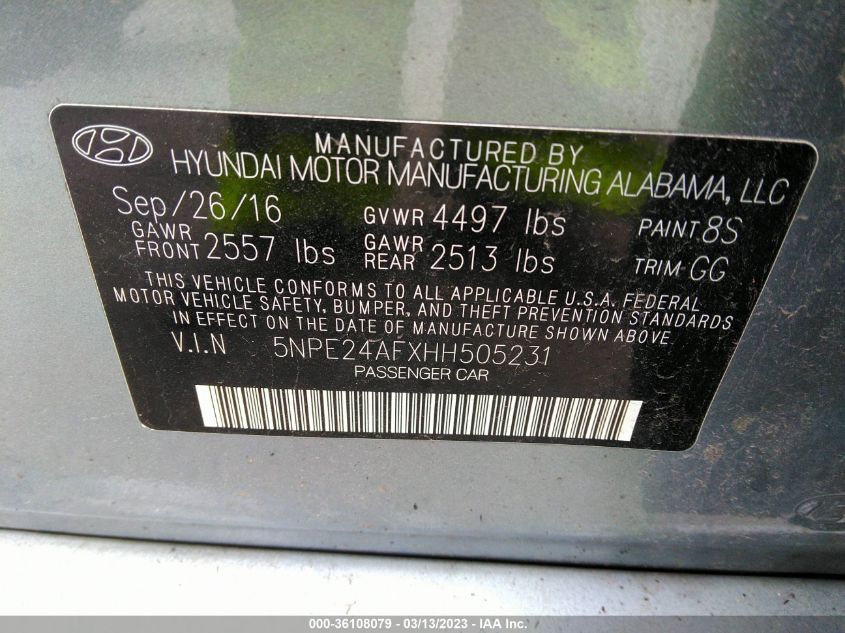 MANUFACTURED BY
HYUNDAI MOTOR MANUFACTURING ALABAMA, LLC
Sep/26/16 GVWR 4497 lbs PAINT 8S
GAWR FRONT 2557 lbs GAWR REAR 2513 lbs TRIM GG
THIS VEHICLE CONFORMS TO ALL APPLICABLE U.S.A. FEDERAL
MOTOR VEHICLE SAFETY, BUMPER, AND THEFT PREVENTION STANDARDS
IN EFFECT ON THE DATE OF MANUFACTURE SHOWN ABOVE
V.I.N 5NPE24AFXHH505231
PASSENGER CAR
000-36108079 - 03/13/2023 - IAA Inc.